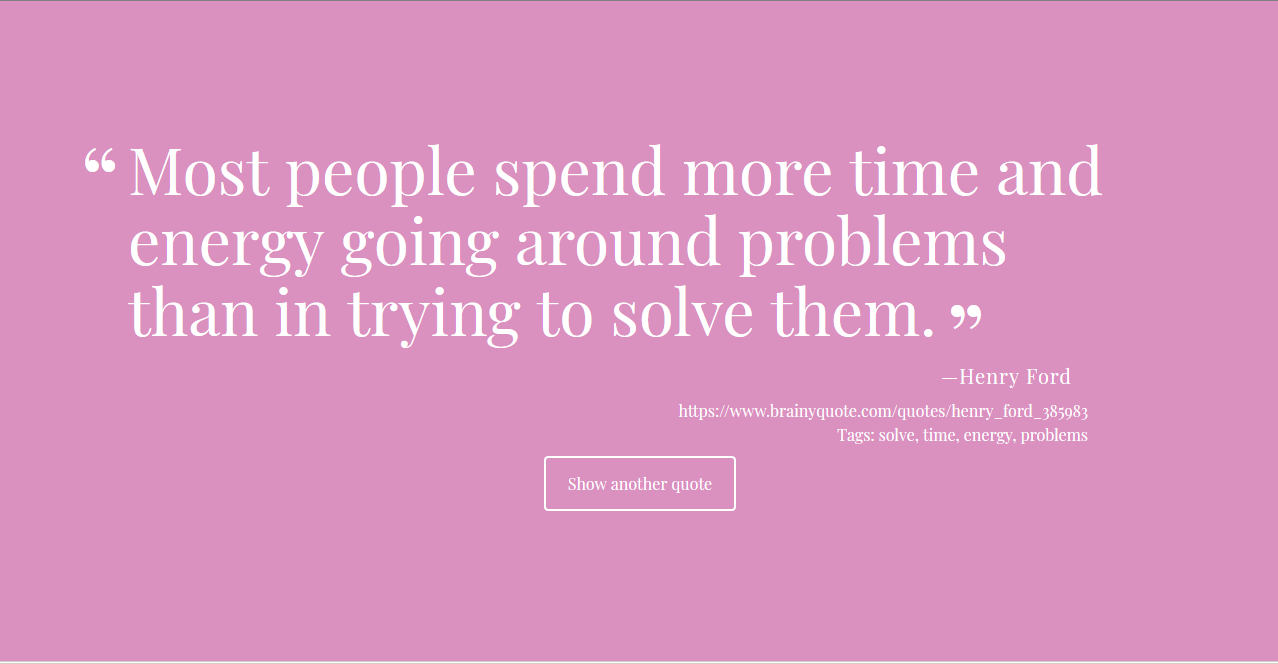 “ Most people spend more time and
energy going around problems
than in trying to solve them. ”
—Henry Ford
https://www.brainyquote.com/quotes/henry_ford_385983
Tags: solve, time, energy, problems
Show another quote